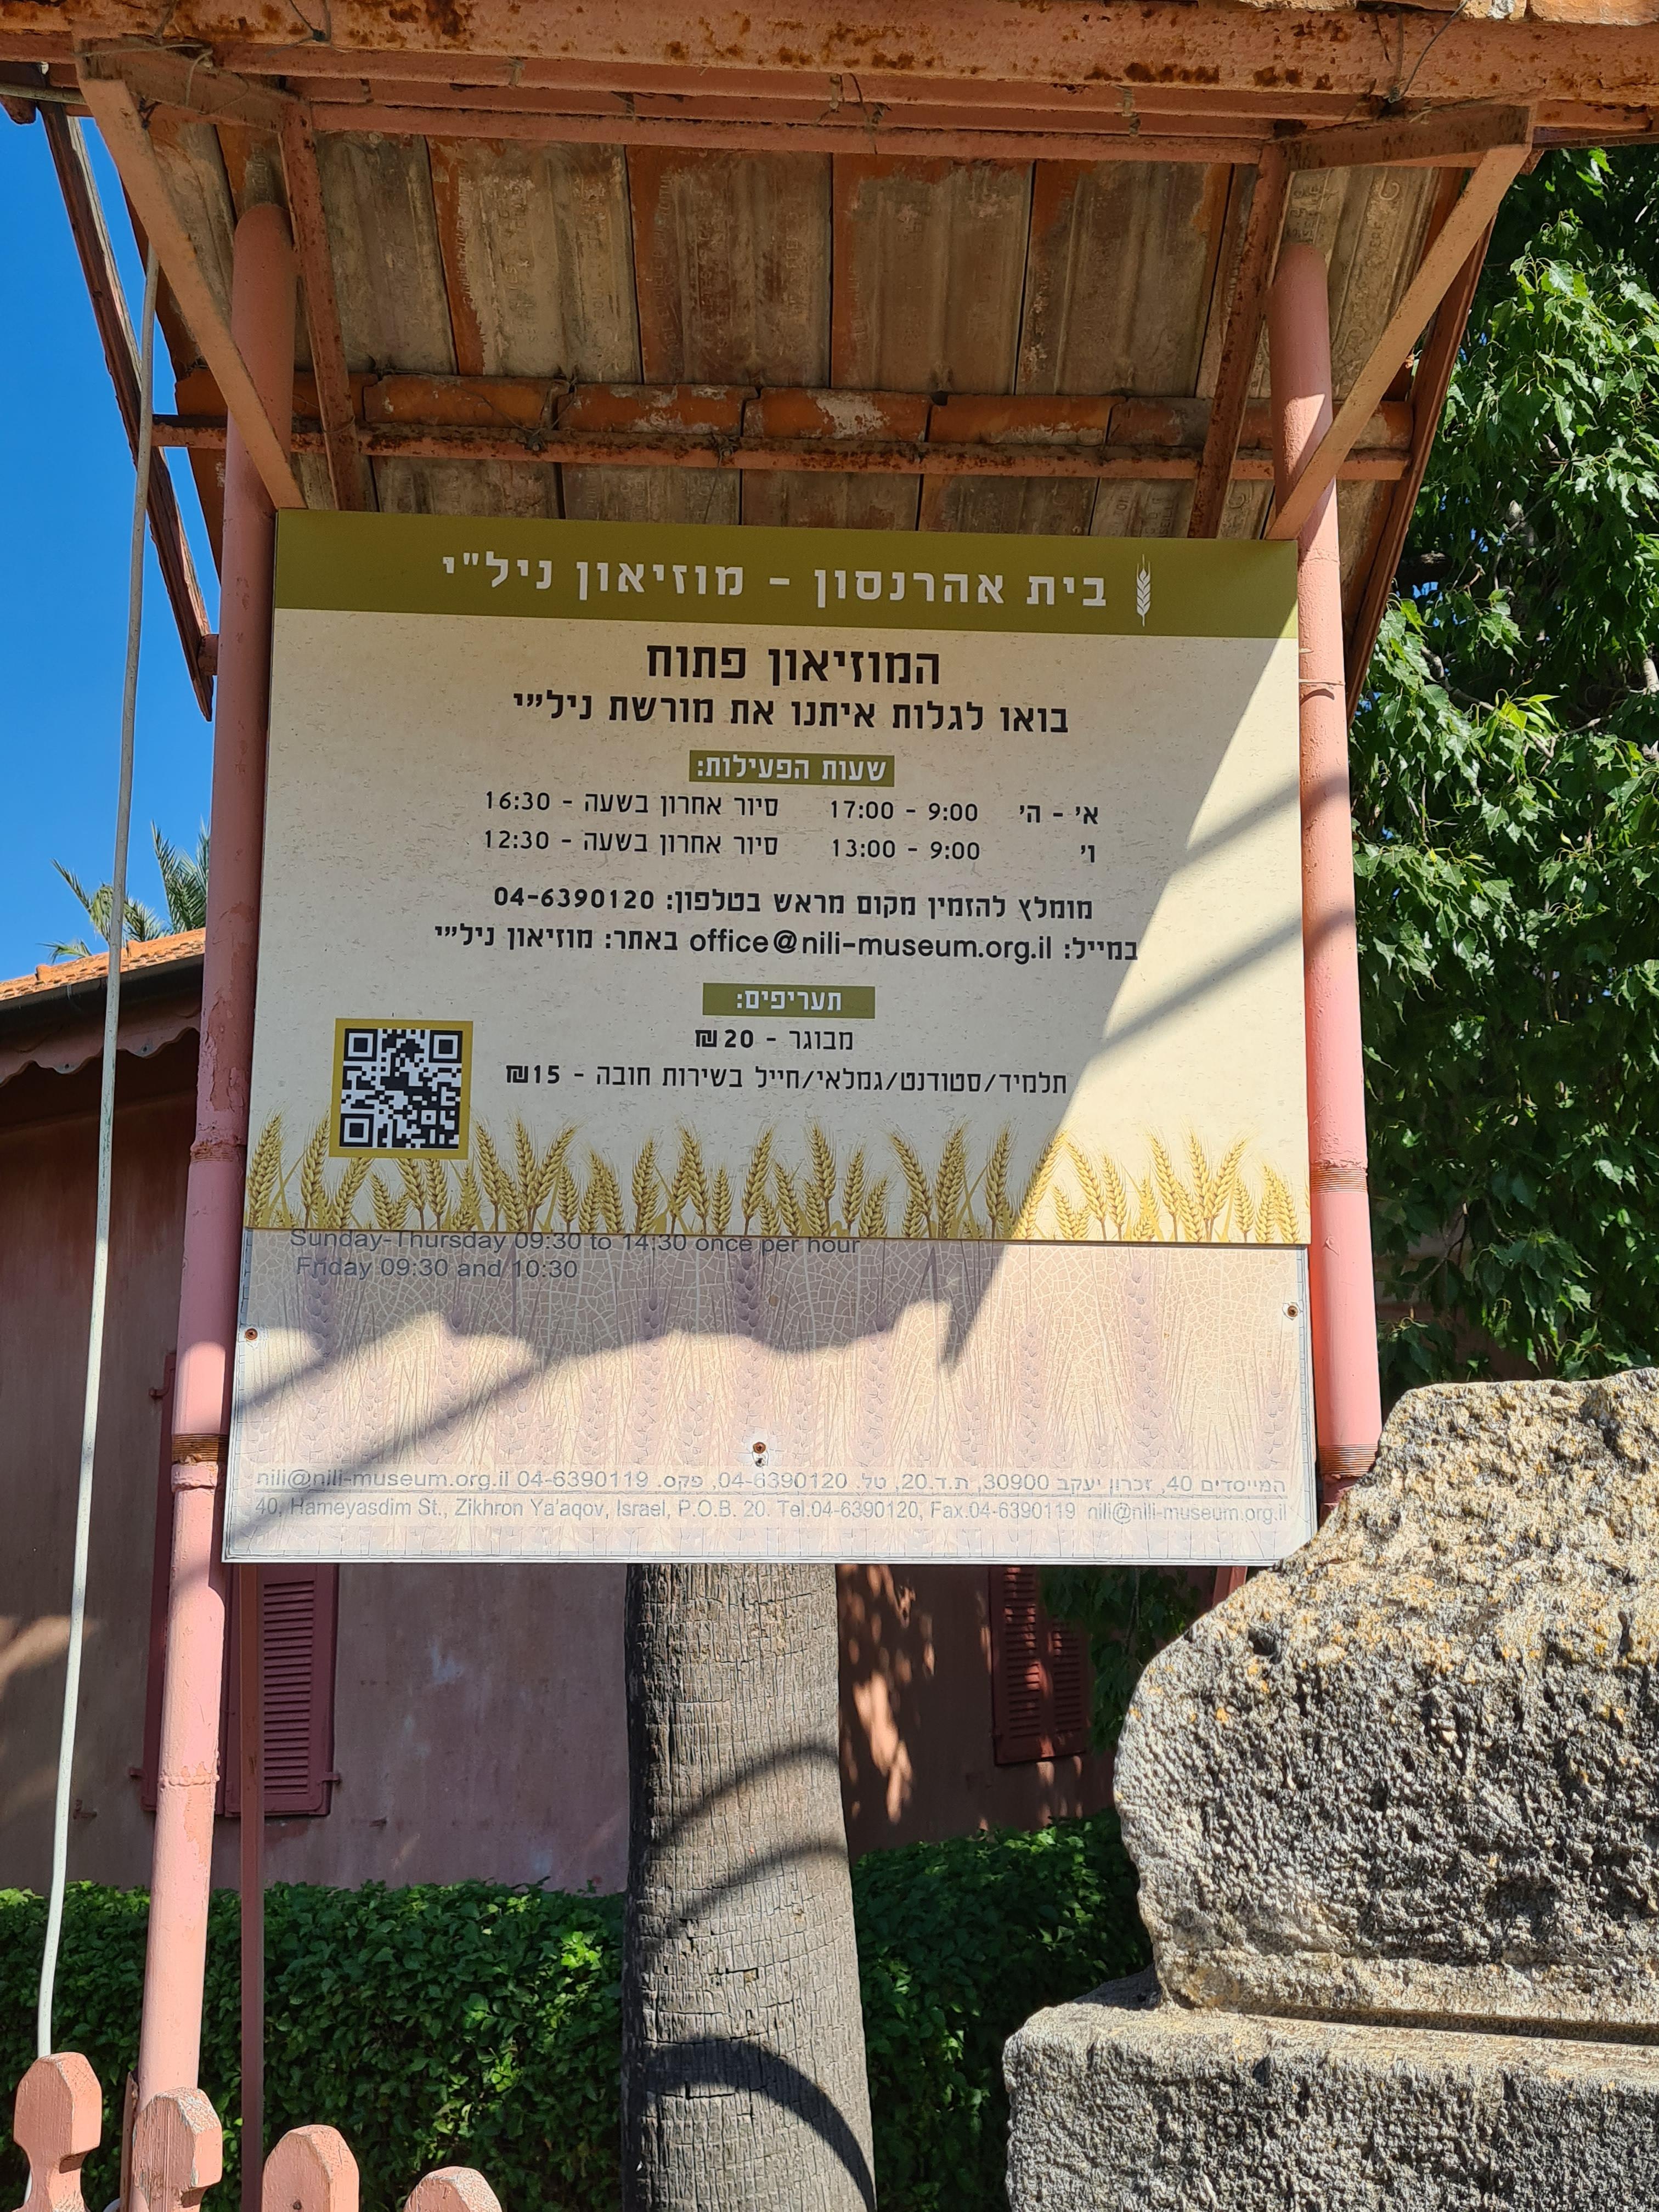 בית אהרנסון - מוזיאון ניל"י
המוזיאון פתוח
בואו לגלות איתנו את מורשת ניל״י
שעות הפעילות:
א' - ה' 9:00 - 17:00 סיור אחרון בשעה - 16:30
ו' 9:00 - 13:00 סיור אחרון בשעה - 12:30
מומלץ להזמין מקום מראש בטלפון: 04-6390120
במייל: office@nili-museum.org.il באתר: מוזיאון ניל״י
תעריפים:
מבוגר - 20 ₪
תלמיד/סטודנט/גמלאי/חייל בשירות חובה - 15₪
Sunday-Thursday 09:30 to 14:30 once per hour
Friday 09:30 and 10:30
המייסדים 40, זכרון יעקב 30900, ת.ד.20, טל. 04-6390120, פקס. 04-6390119 nili@nili-museum.org.il
40, Hameyasdim St., Zikhron Ya'aqov, Israel, P.O.B. 20. Tel.04-6390120, Fax.04-6390119 nili@nili-museum.org.il